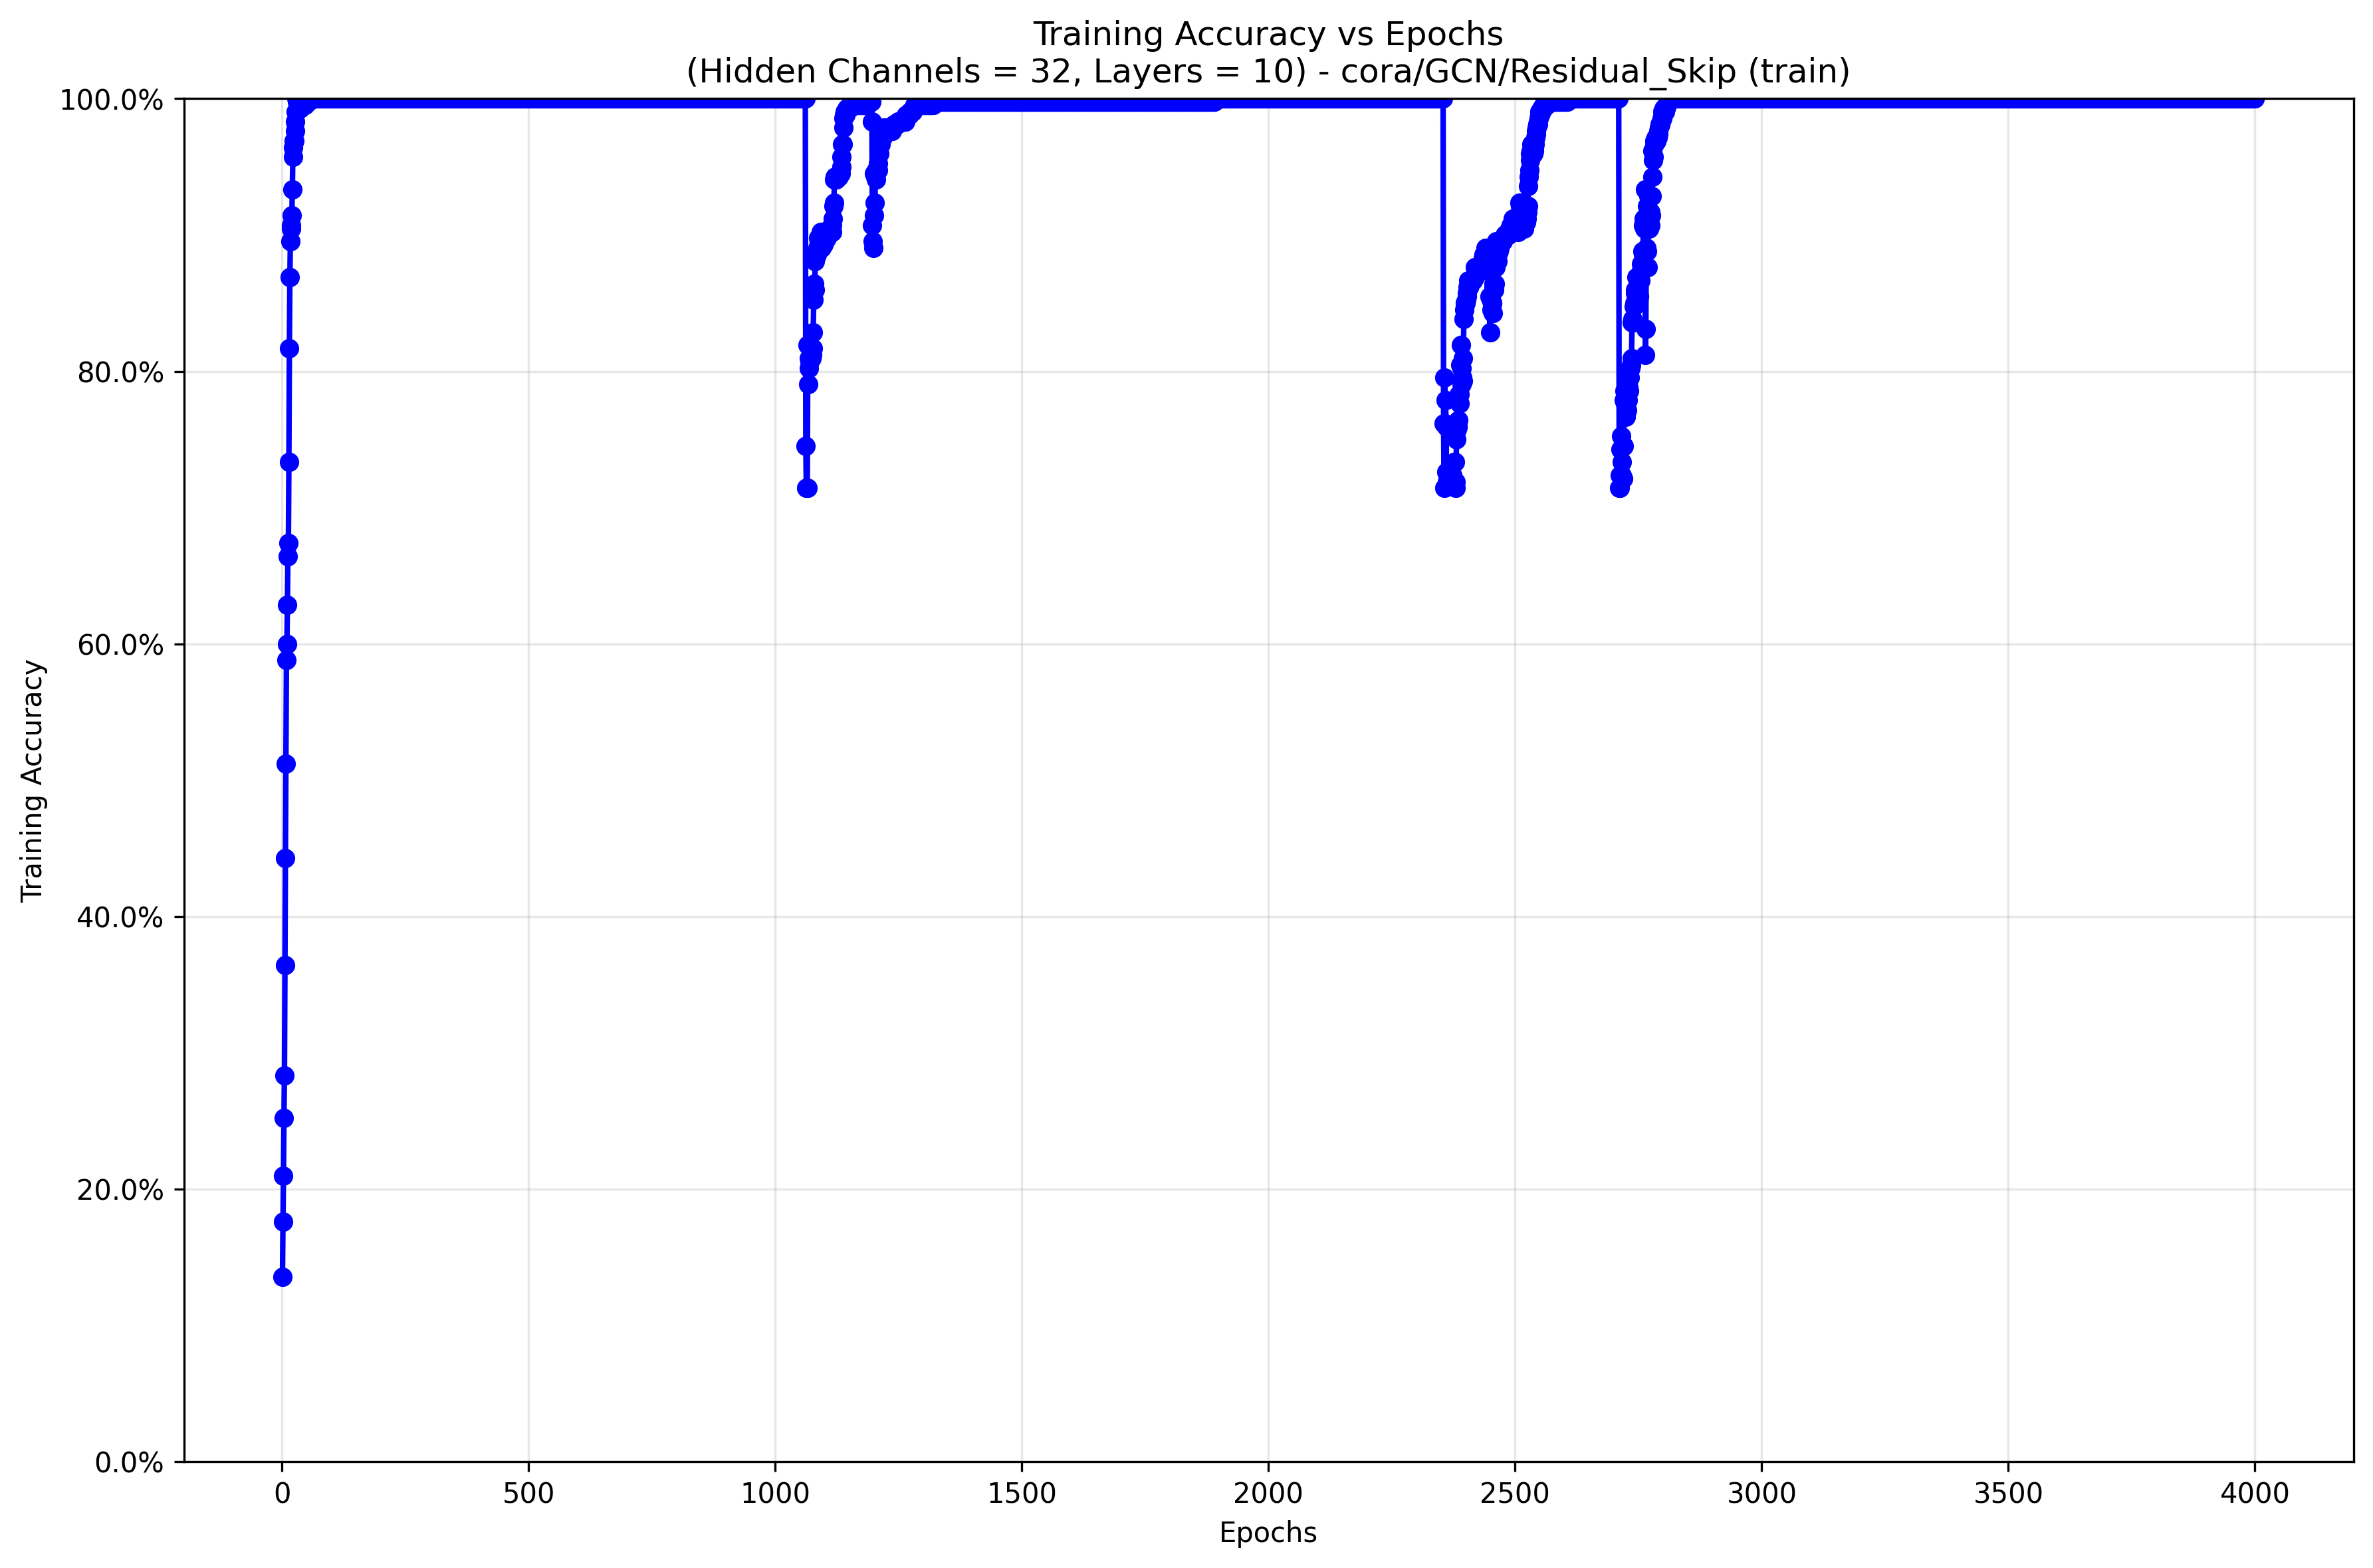 Training Accuracy vs Epochs
(Hidden Channels = 32, Layers = 10) - cora/GCN/Residual_Skip (train)
100.0%
80.0%
60.0%
40.0%
20.0%
0.0%
Training Accuracy
0 500 1000 1500 2000 2500 3000 3500 4000
Epochs